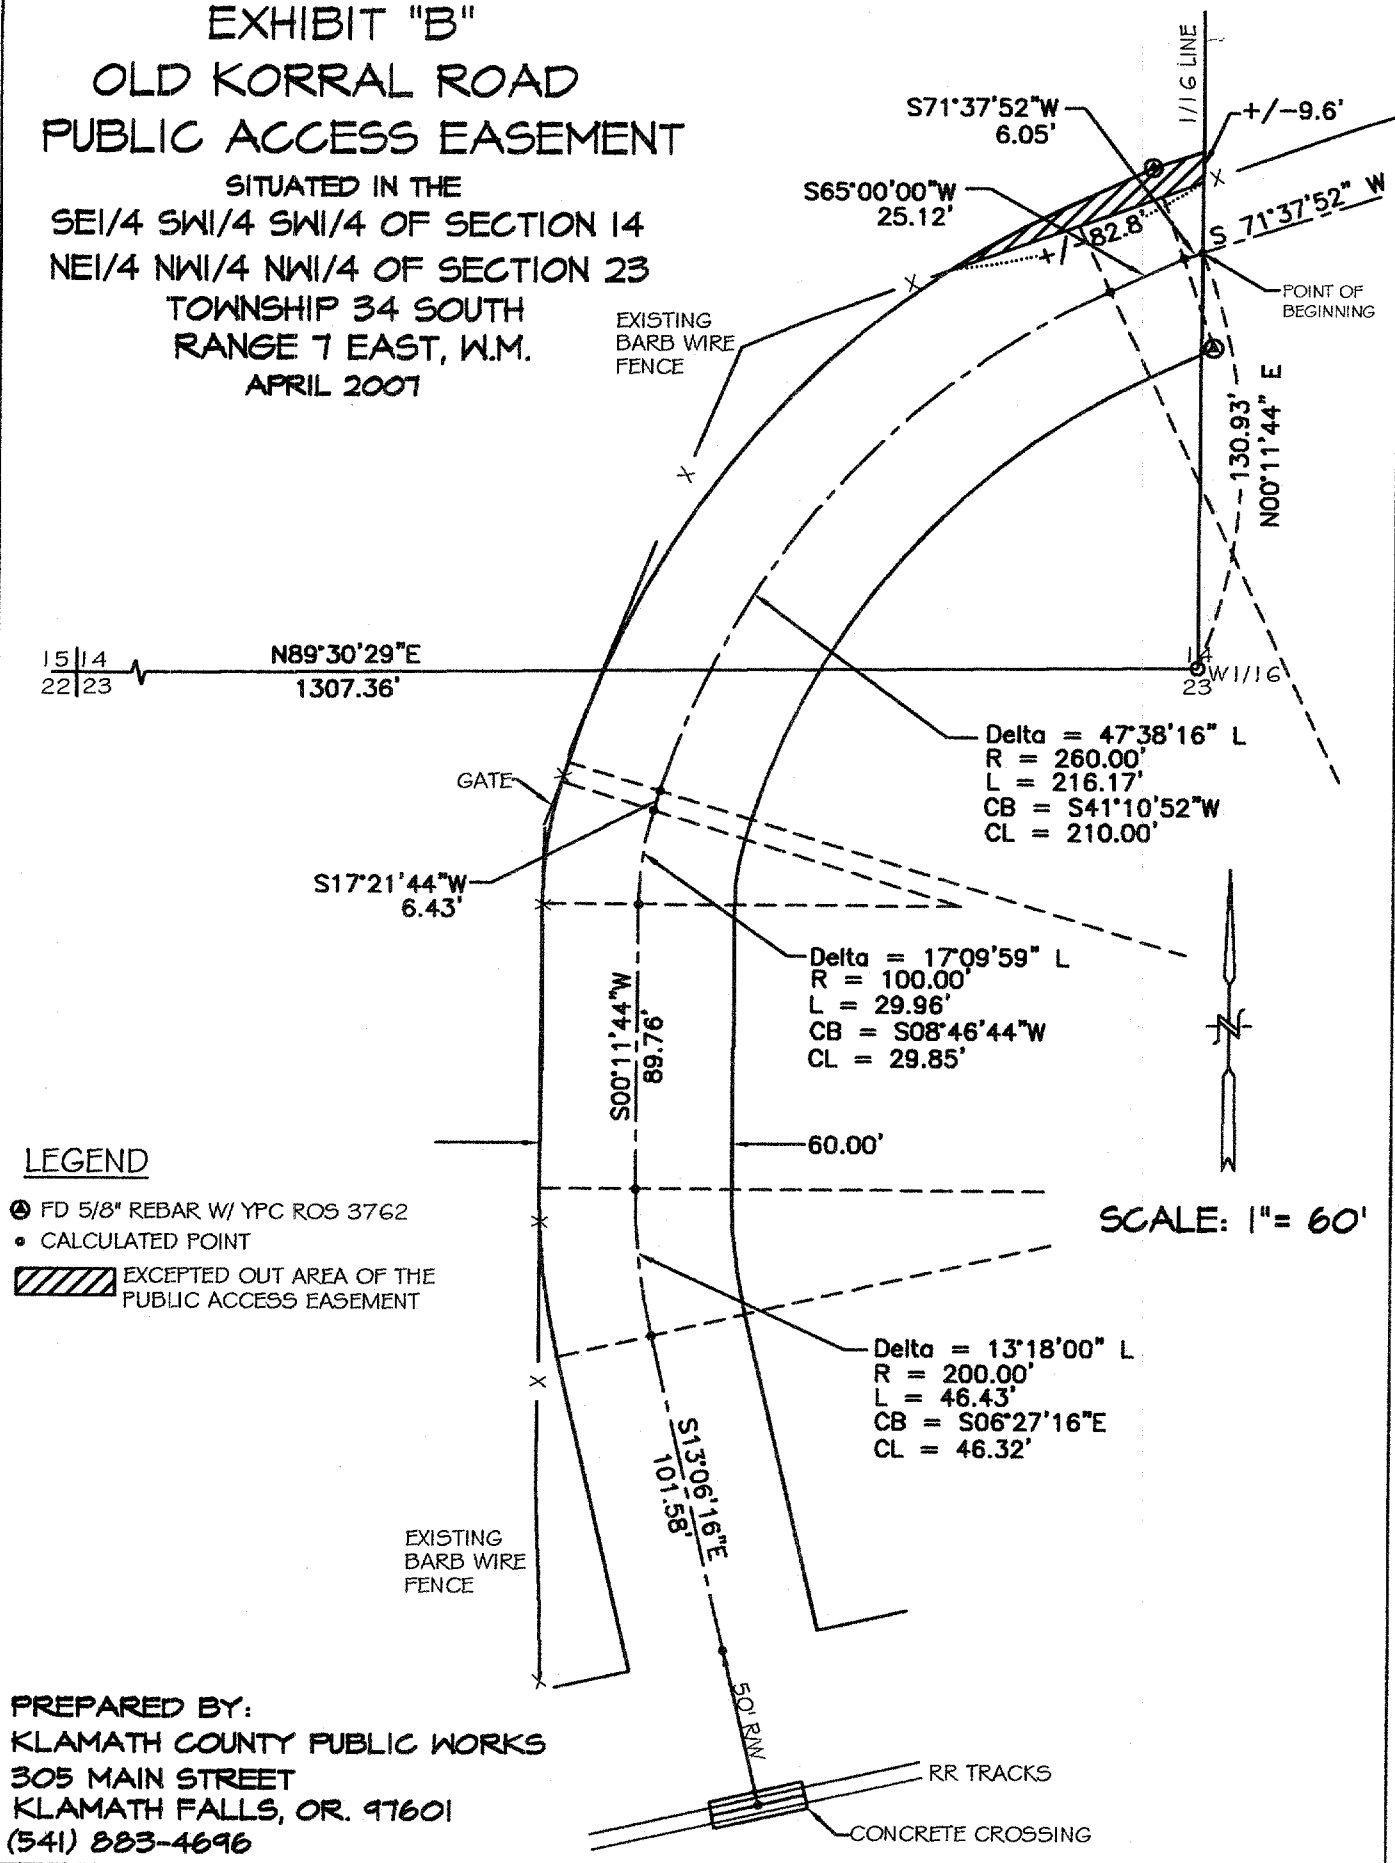 EXHIBIT "B"
OLD KORRAL ROAD
PUBLIC ACCESS EASEMENT
SITUATED IN THE
SE1/4 SW1/4 SW1/4 OF SECTION 14
NE1/4 NW1/4 NW1/4 OF SECTION 23
TOWNSHIP 34 SOUTH
RANGE 7 EAST, W.M.
APRIL 2007
1/16 LINE
S71°37'52"W
6.05'
+/-9.6'
S65°00'00"W
25.12'
+/-82.8'
S 71°37'52" W
POINT OF
BEGINNING
EXISTING
BARB WIRE
FENCE
130.93'
N00°11'44" E
15 14
22 23
N89°30'29"E
1307.36'
14
W1/16
23
Delta = 47°38'16" L
R = 260.00'
L = 216.17'
CB = S41°10'52"W
CL = 210.00'
GATE
S17°21'44"W
6.43'
Delta = 17°09'59" L
R = 100.00'
L = 29.96'
CB = S08°46'44"W
CL = 29.85'
S00°11'44"W
89.76'
60.00'
N
LEGEND
FD 5/8" REBAR W/ YPC ROS 3762
CALCULATED POINT
EXCEPTED OUT AREA OF THE
PUBLIC ACCESS EASEMENT
SCALE: 1"= 60'
Delta = 13°18'00" L
R = 200.00'
L = 46.43'
CB = S06°27'16"E
CL = 46.32'
S13°06'16"E
101.58'
EXISTING
BARB WIRE
FENCE
50' R/W
RR TRACKS
CONCRETE CROSSING
PREPARED BY:
KLAMATH COUNTY PUBLIC WORKS
305 MAIN STREET
KLAMATH FALLS, OR. 97601
(541) 883-4696